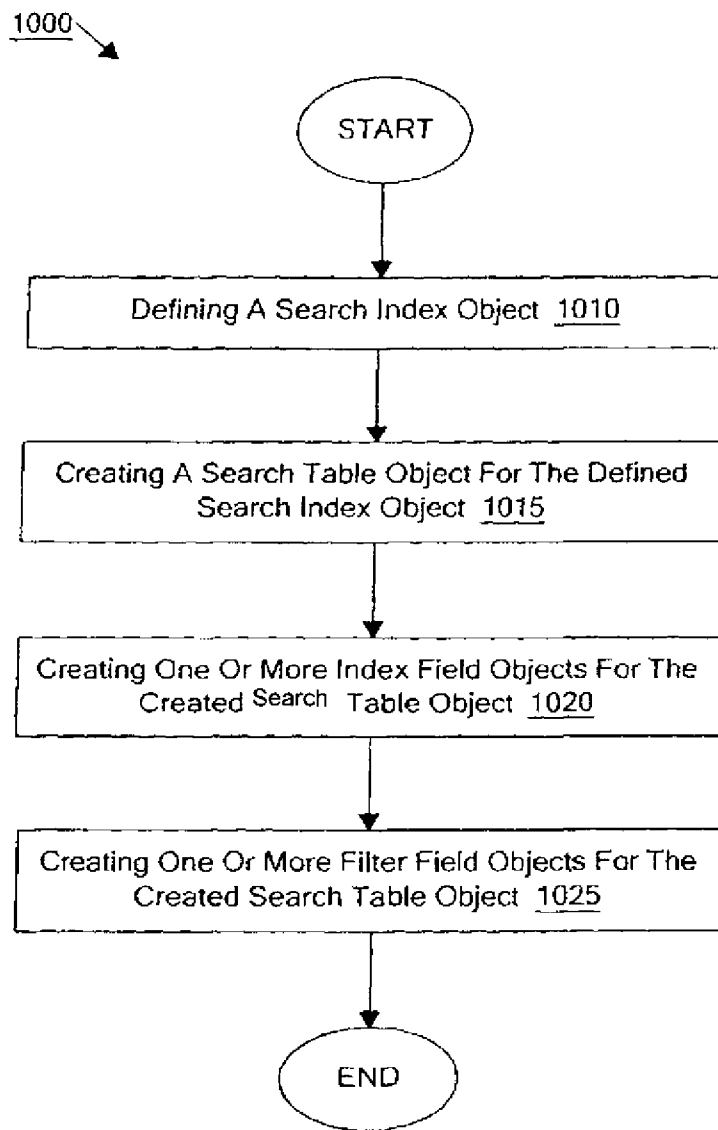 1000
START
Defining A Search Index Object 1010
Creating A Search Table Object For The Defined
Search Index Object 1015
Creating One Or More Index Field Objects For The
Created Search Table Object 1020
Creating One Or More Filter Field Objects For The
Created Search Table Object 1025
END